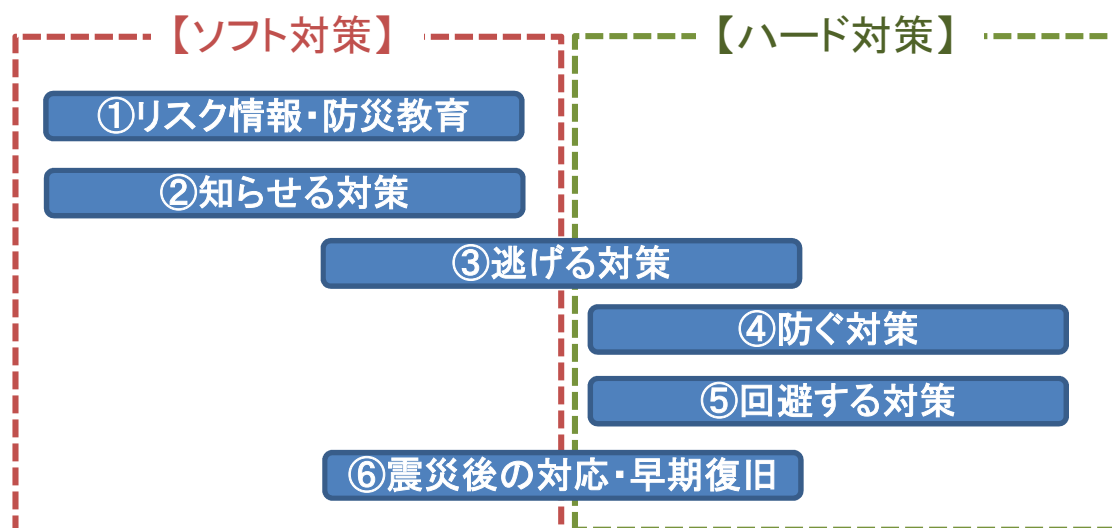 【ソフト対策】
【ハード対策】
①リスク情報・防災教育
②知らせる対策
③逃げる対策
④防ぐ対策
⑤回避する対策
⑥震災後の対応・早期復旧